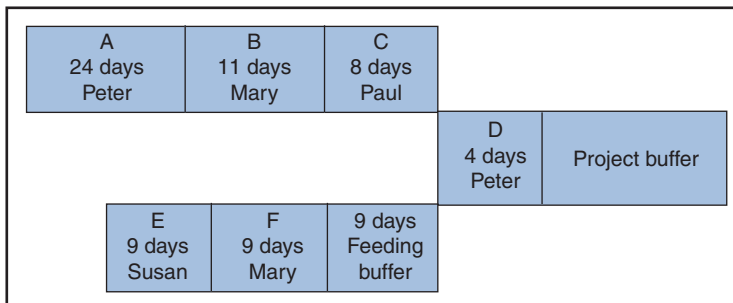 A
24 days
Peter
B
11 days
Mary
C
8 days
Paul
D
4 days
Peter
Project buffer
E
9 days
Susan
F
9 days
Mary
9 days
Feeding
buffer